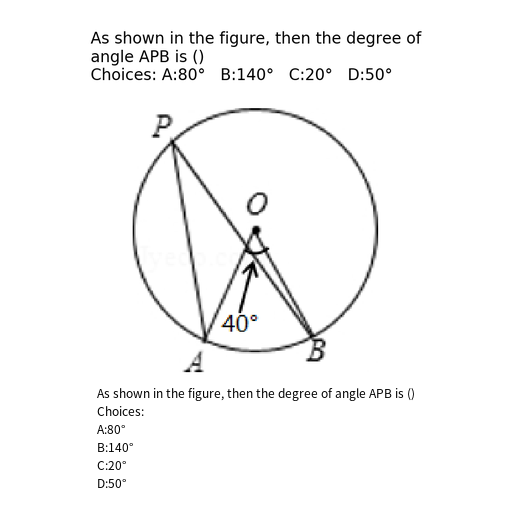 As shown in the figure, then the degree of
angle APB is ()
Choices: A:80° B:140° C:20° D:50°
P
O
40°
A
B
As shown in the figure, then the degree of angle APB is ()
Choices:
A:80°
B:140°
C:20°
D:50°